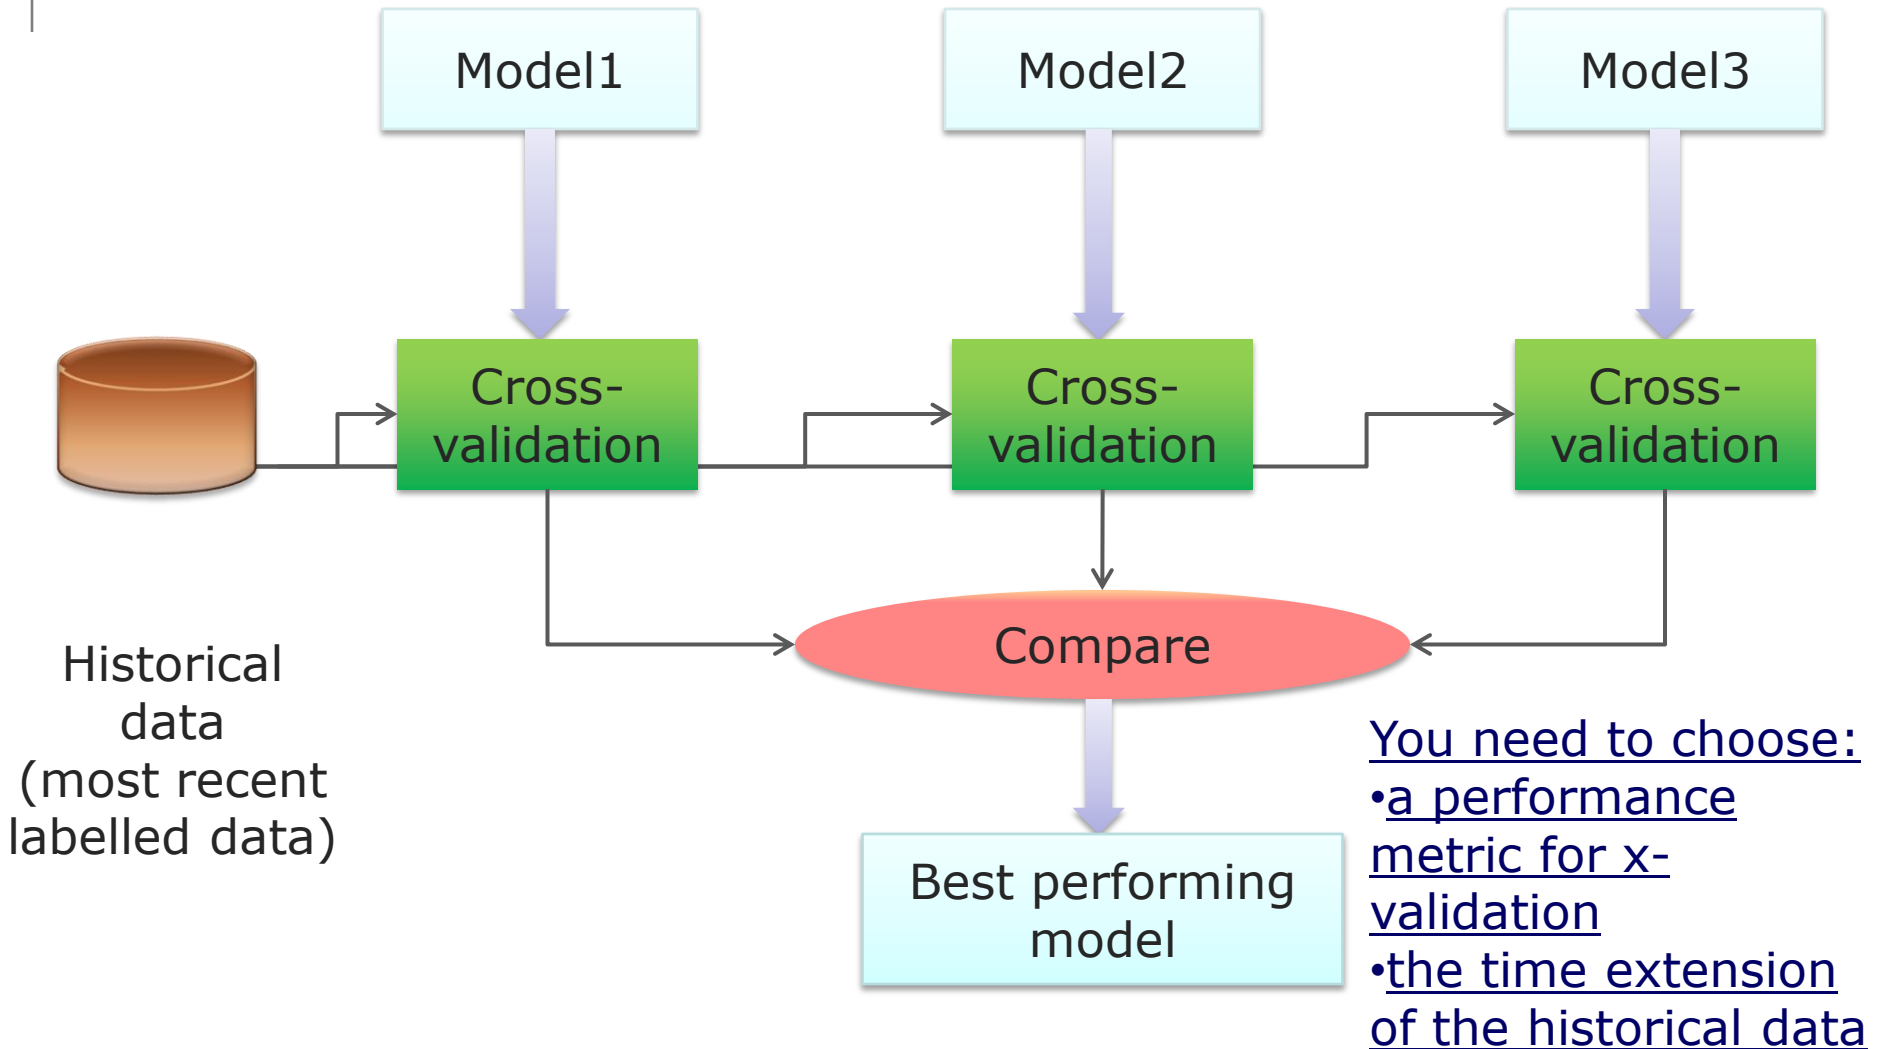 Model1
Model2
Model3
Cross-
validation
Cross-
validation
Cross-
validation
Compare
Historical
data
(most recent
labelled data)
Best performing
model
You need to choose:
•a performance
metric for x-
validation
•the time extension
of the historical data